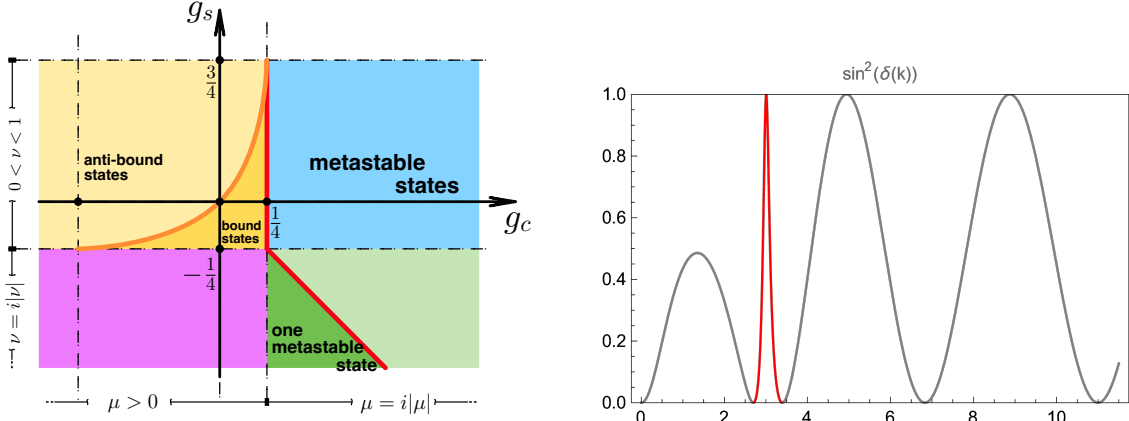 g_s
3/4
0 < ν < 1
anti-bound
states
metastable
states
g_c
bound
states
1/4
−1/4
ν = i|ν|
one
metastable
state
μ > 0
μ = i|μ|
sin²(δ(k))
1.0
0.8
0.6
0.4
0.2
0.0
0
2
4
6
8
10